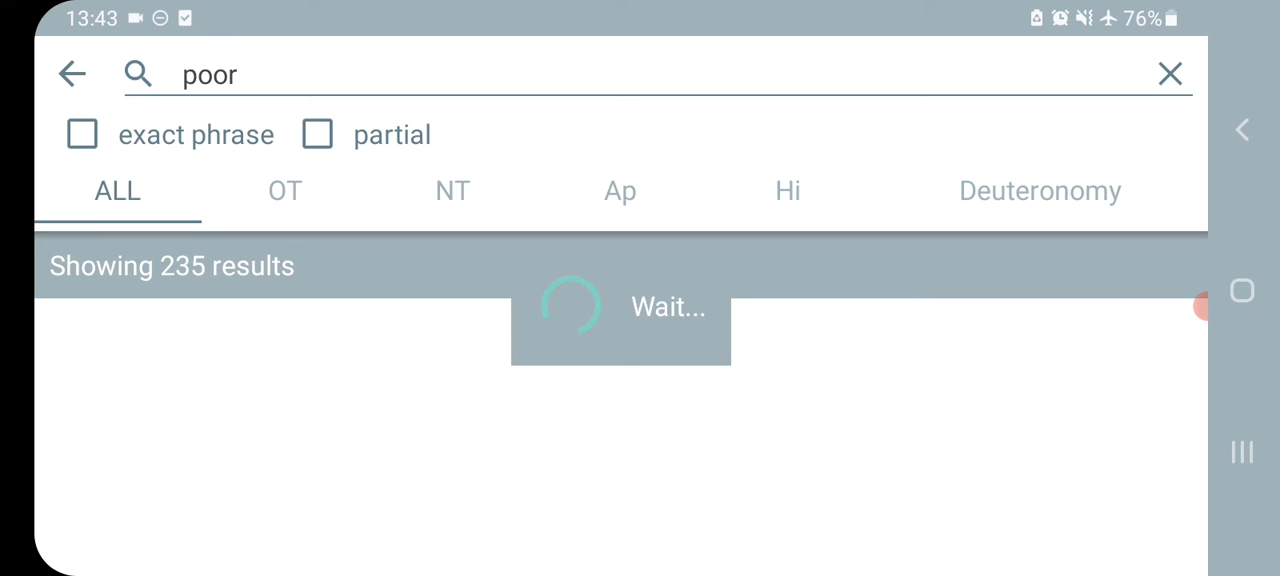 13:43 76%
poor
exact phrase partial
ALL OT NT Ap Hi Deuteronomy
Showing 235 results
Wait...